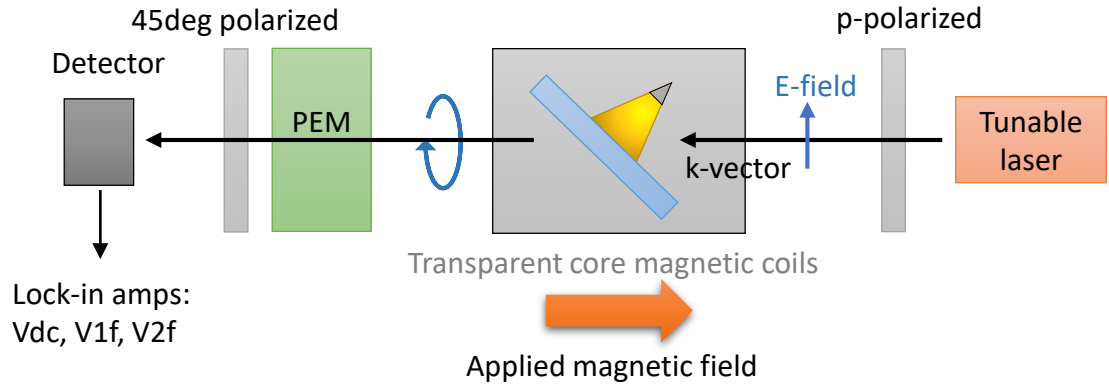 45deg polarized
p-polarized
Detector
E-field
PEM
Tunable
laser
k-vector
Transparent core magnetic coils
Lock-in amps:
Vdc, V1f, V2f
Applied magnetic field